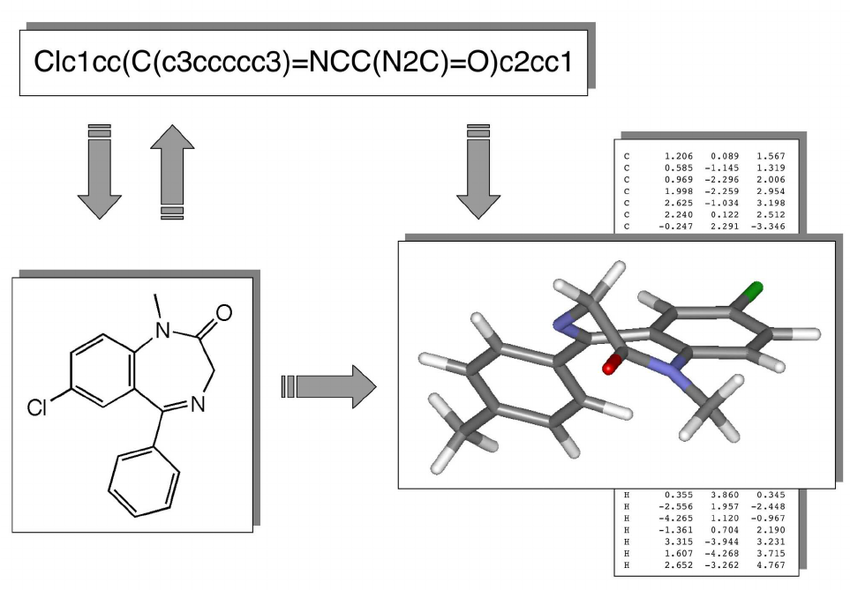 Clc1cc(C(c3ccccc3)=NCC(N2C)=O)c2cc1
C 1.206 0.089 1.567
C 0.585 -1.145 1.319
C 0.969 -2.296 2.006
C 1.998 -2.259 2.954
C 2.625 -1.034 3.198
C 2.240 0.122 2.512
C -0.247 2.291 -3.346
N
O
Cl
N
H 0.355 3.860 0.345
H -2.556 1.957 -2.448
H -4.265 1.120 -0.967
H -1.361 0.704 2.190
H 3.315 -3.944 3.231
H 1.607 -4.268 3.715
H 2.652 -3.262 4.767